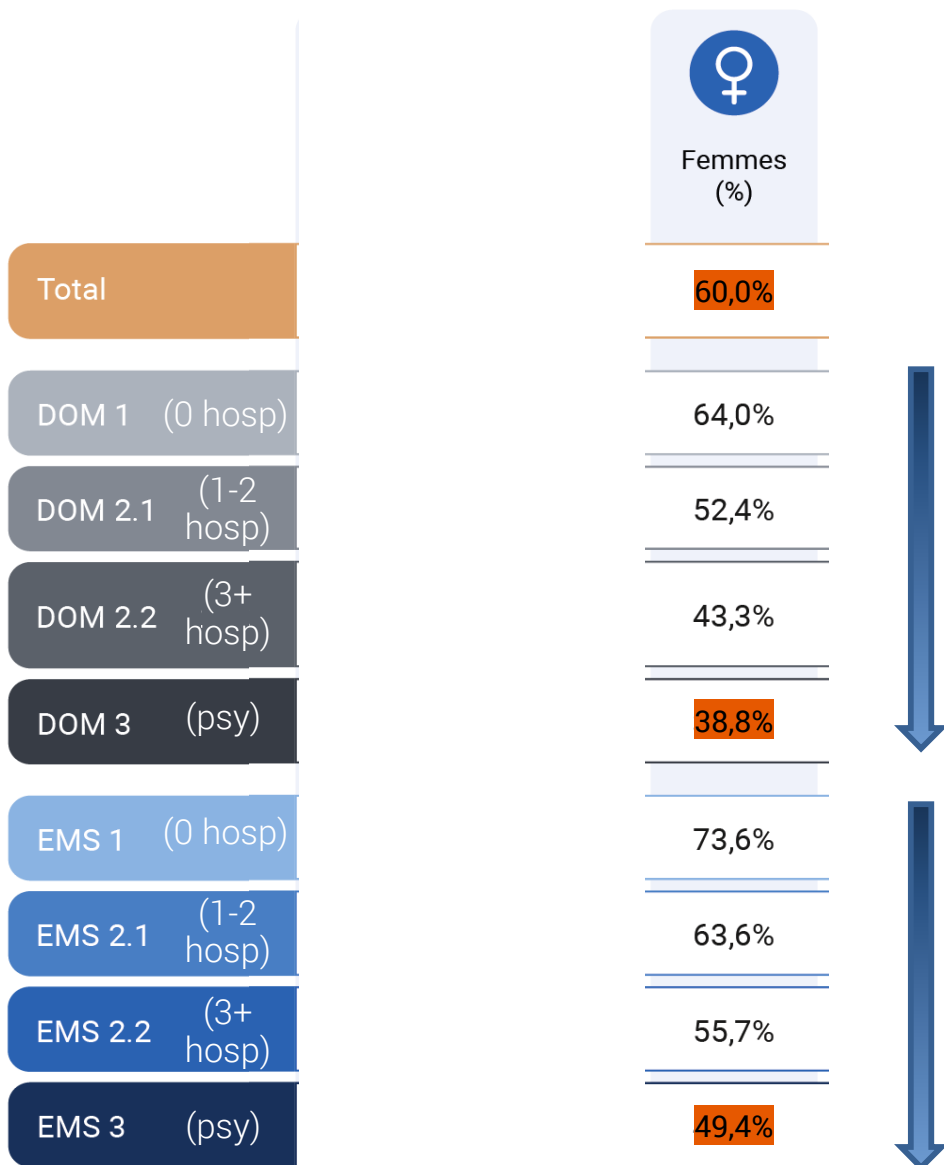 Femmes
(%)
Total
60,0%
DOM 1 (0 hosp) 64,0%
DOM 2.1 (1-2
hosp) 52,4%
DOM 2.2 (3+
hosp) 43,3%
DOM 3 (psy) 38,8%
EMS 1 (0 hosp) 73,6%
EMS 2.1 (1-2
hosp) 63,6%
EMS 2.2 (3+
hosp) 55,7%
EMS 3 (psy) 49,4%